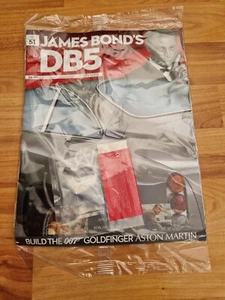 51
JAMES BOND'S
DB5
BUILD THE 007 GOLDFINGER ASTON MARTIN